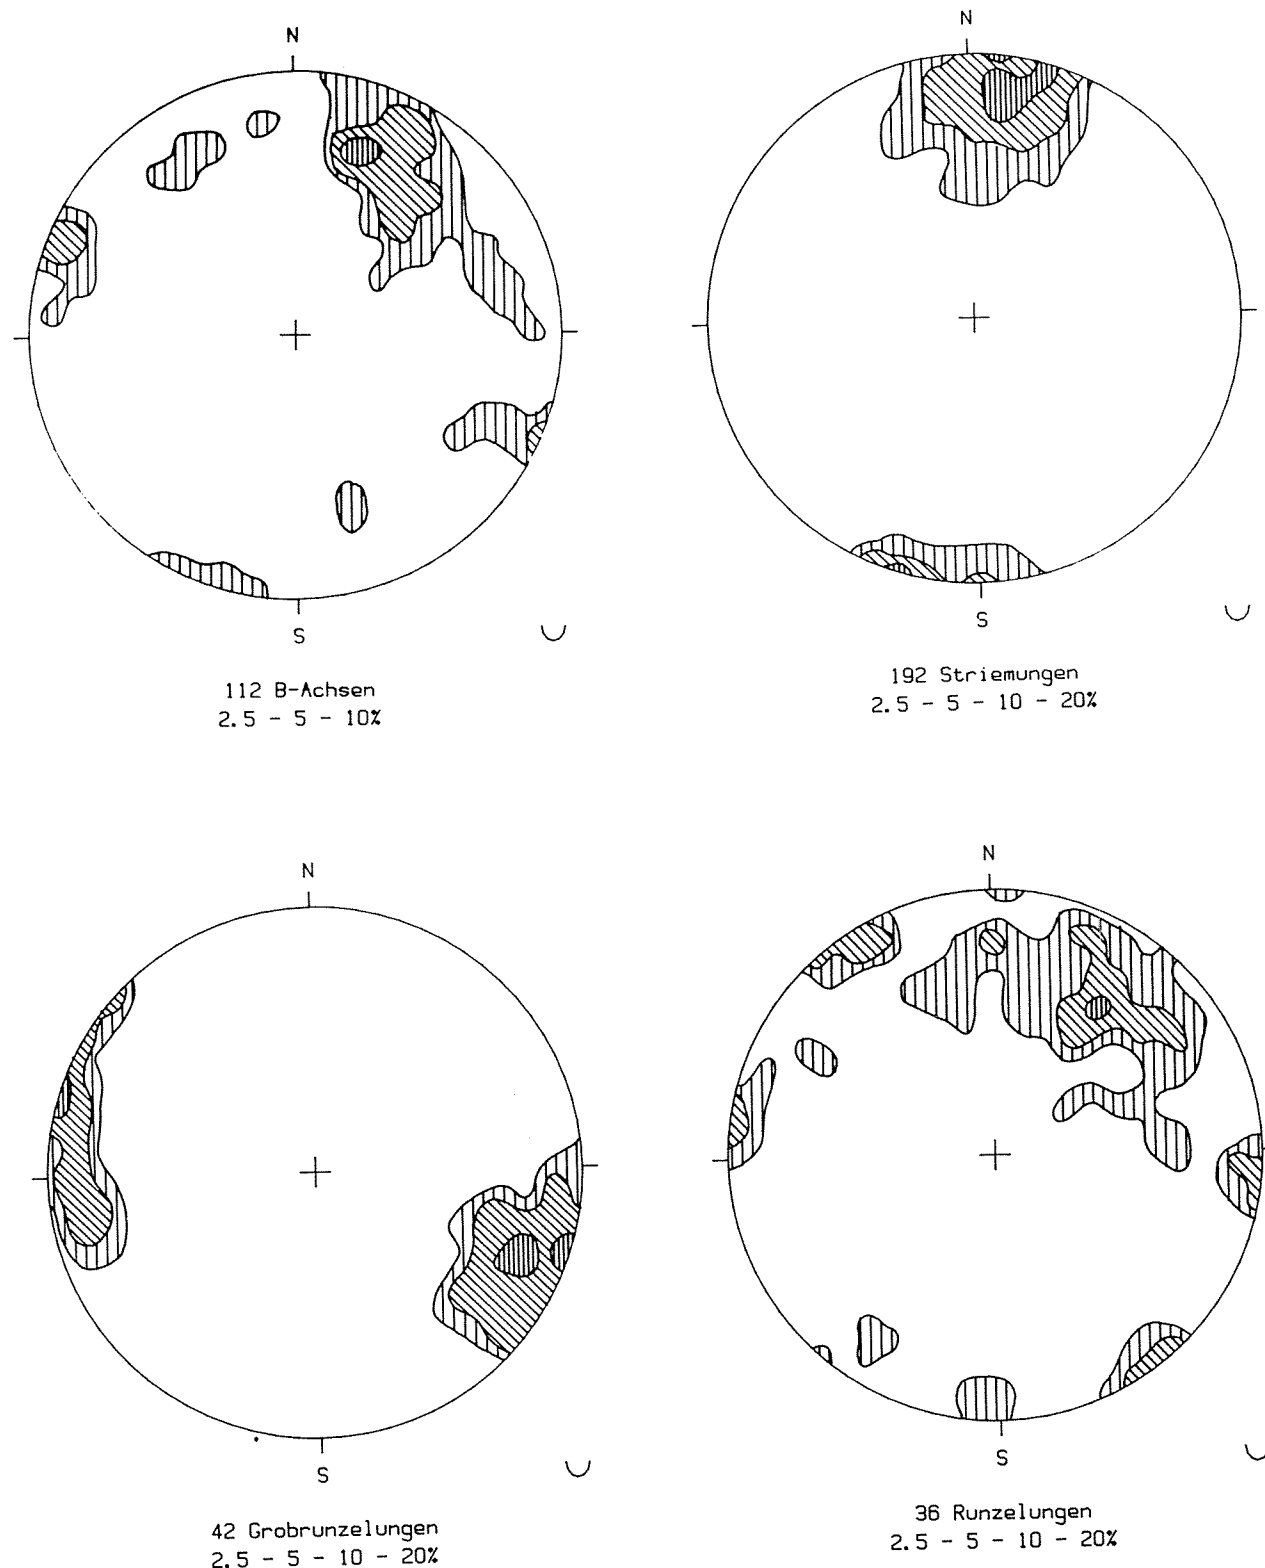 N
S
112 B-Achsen
2.5 - 5 - 10%
N
S
192 Striemungen
2.5 - 5 - 10 - 20%
N
S
42 Grobrunzelungen
2.5 - 5 - 10 - 20%
N
S
36 Runzelungen
2.5 - 5 - 10 - 20%